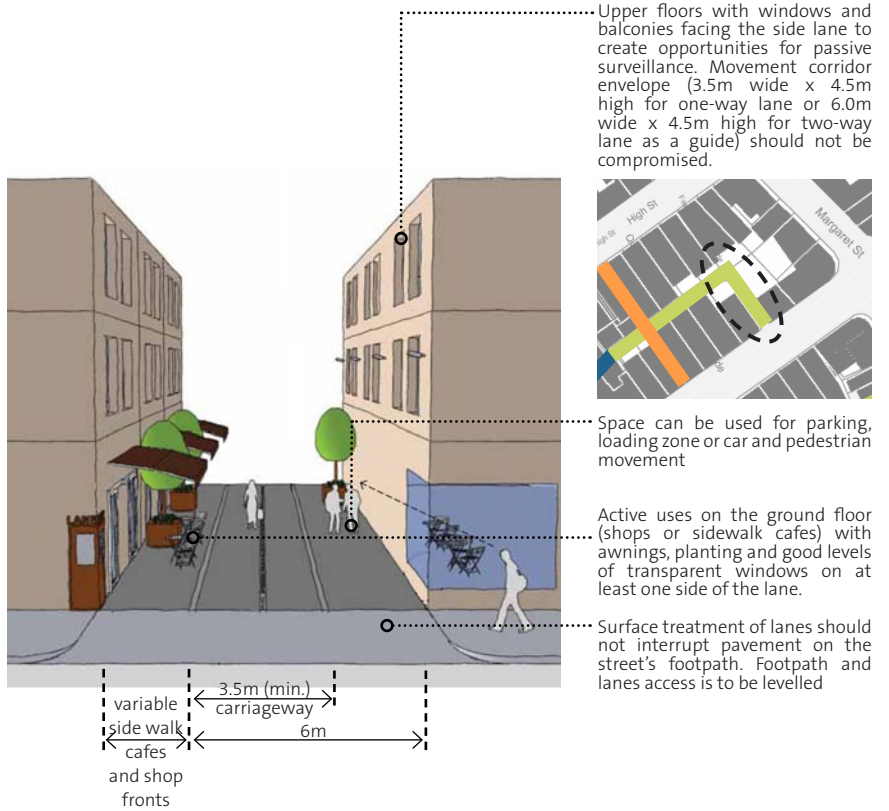 Upper floors with windows and
balconies facing the side lane to
create opportunities for passive
surveillance. Movement corridor
envelope (3.5m wide x 4.5m
high for one-way lane or 6.0m
wide x 4.5m high for two-way
lane as a guide) should not be
compromised.
High St
Margaret St
Space can be used for parking,
loading zone or car and pedestrian
movement
Active uses on the ground floor
(shops or sidewalk cafes) with
awnings, planting and good levels
of transparent windows on at
least one side of the lane.
Surface treatment of lanes should
not interrupt pavement on the
street's footpath. Footpath and
lanes access is to be levelled
variable
side walk
cafes
and shop
fronts
3.5m (min.)
carriageway
6m